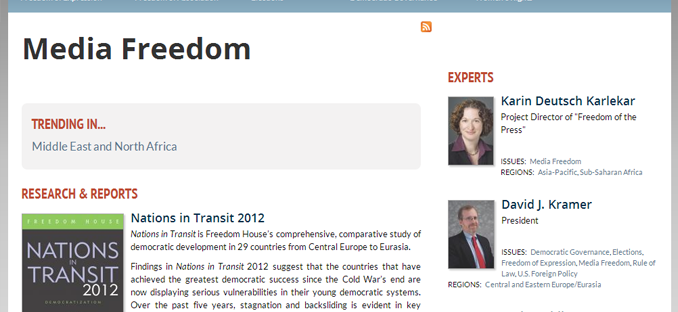 Media Freedom
TRENDING IN...
Middle East and North Africa
RESEARCH & REPORTS
FREEDOM HOUSE
NATIONS
IN
TRANSIT
2012
DEMOCRATIZATION
Nations in Transit 2012
Nations in Transit is Freedom House's comprehensive, comparative study of
democratic development in 29 countries from Central Europe to Eurasia.
Findings in Nations in Transit 2012 suggest that the countries that have
achieved the greatest democratic success since the Cold War's end are
now displaying serious vulnerabilities in their young democratic systems.
Over the past five years, stagnation and backsliding is evident in key
EXPERTS
Karin Deutsch Karlekar
Project Director of "Freedom of the
Press"
ISSUES: Media Freedom
REGIONS: Asia-Pacific, Sub-Saharan Africa
David J. Kramer
President
ISSUES: Democratic Governance, Elections,
Freedom of Expression, Media Freedom, Rule of
Law, U.S. Foreign Policy
REGIONS: Central and Eastern Europe/Eurasia